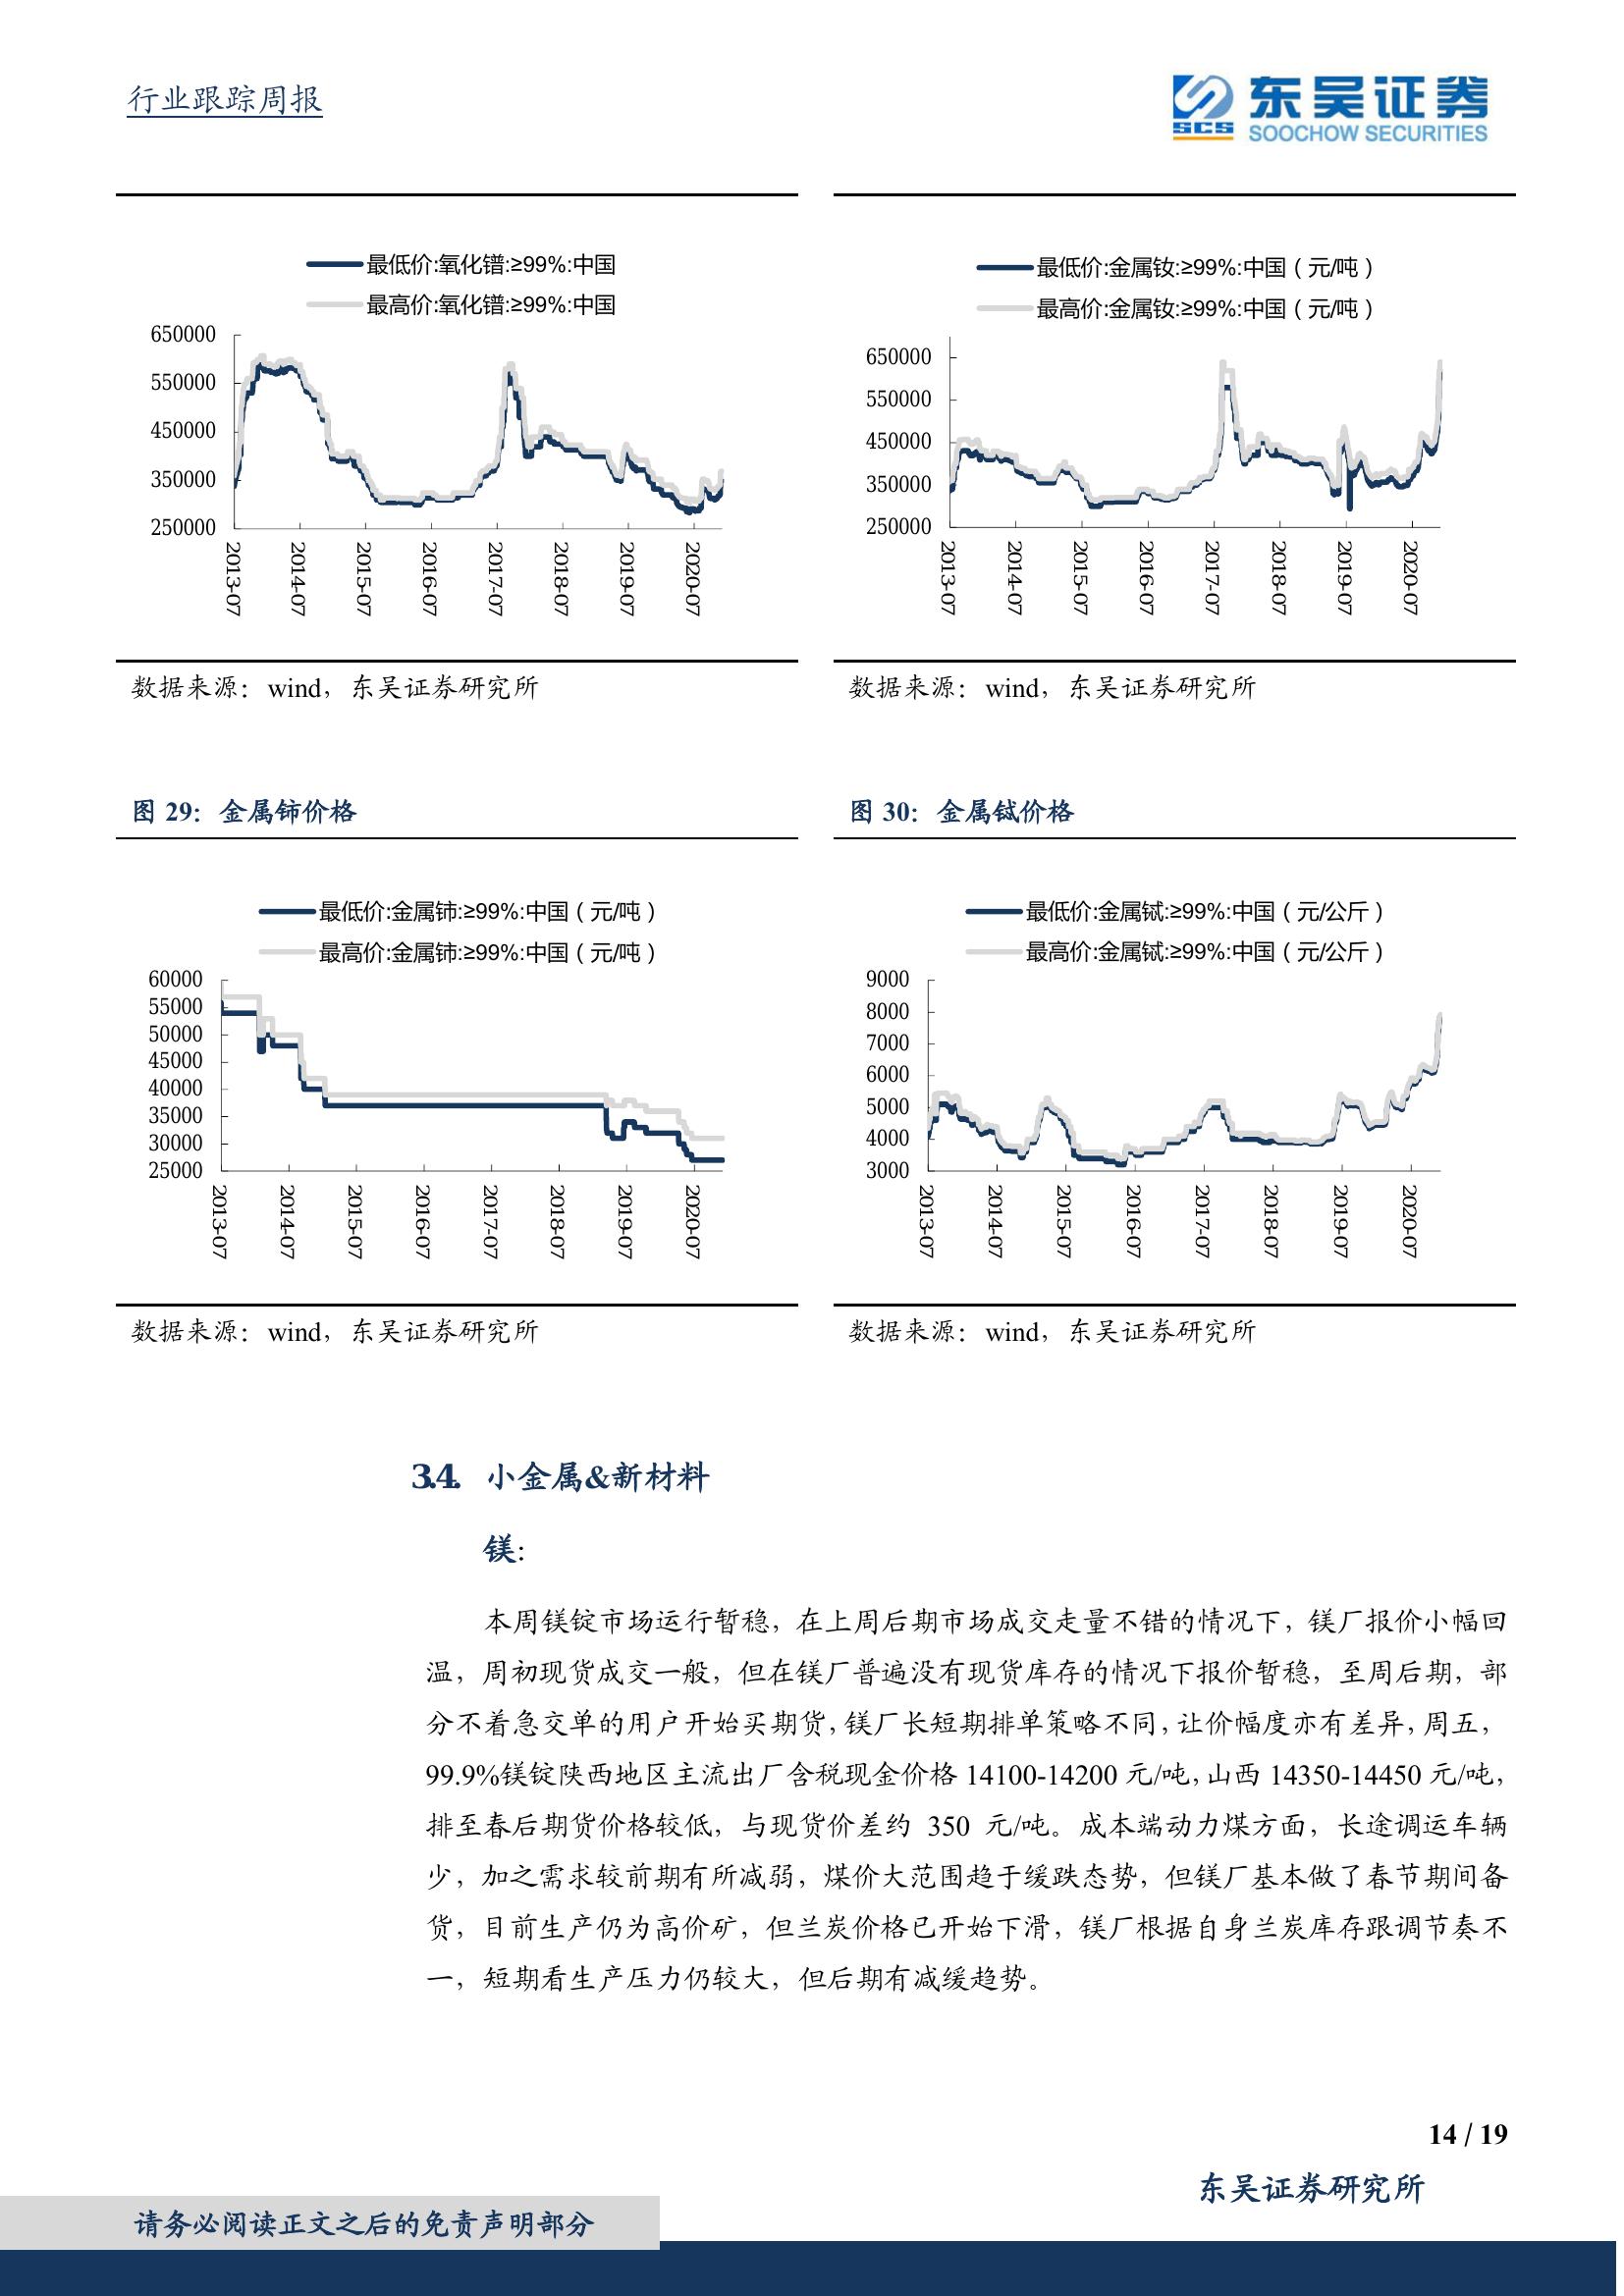 行业跟踪周报
东吴证券
SCS
SOOCHOW SECURITIES
最低价:氧化镨:≥99%:中国
最高价:氧化镨:≥99%:中国
650000
550000
450000
350000
250000
2013-07
2014-07
2015-07
2016-07
2017-07
2018-07
2019-07
2020-07
最低价:金属钕:≥99%:中国（元/吨）
最高价:金属钕:≥99%:中国（元/吨）
650000
550000
450000
350000
250000
2013-07
2014-07
2015-07
2016-07
2017-07
2018-07
2019-07
2020-07
数据来源：wind，东吴证券研究所
数据来源：wind，东吴证券研究所
图 29：金属铈价格
图 30：金属铽价格
最低价:金属铈:≥99%:中国（元/吨）
最高价:金属铈:≥99%:中国（元/吨）
60000
55000
50000
45000
40000
35000
30000
25000
2013-07
2014-07
2015-07
2016-07
2017-07
2018-07
2019-07
2020-07
最低价:金属铽:≥99%:中国（元/公斤）
最高价:金属铽:≥99%:中国（元/公斤）
9000
8000
7000
6000
5000
4000
3000
2013-07
2014-07
2015-07
2016-07
2017-07
2018-07
2019-07
2020-07
数据来源：wind，东吴证券研究所
数据来源：wind，东吴证券研究所
3.4. 小金属&新材料
镁：
本周镁锭市场运行暂稳，在上周后期市场成交走量不错的情况下，镁厂报价小幅回
温，周初现货成交一般，但在镁厂普遍没有现货库存的情况下报价暂稳，至周后期，部
分不着急交单的用户开始买期货，镁厂长短期排单策略不同，让价幅度亦有差异，周五，
99.9%镁锭陕西地区主流出厂含税现金价格 14100-14200 元/吨，山西 14350-14450 元/吨，
排至春后期货价格较低，与现货价差约 350 元/吨。成本端动力煤方面，长途调运车辆
少，加之需求较前期有所减弱，煤价大范围趋于缓跌态势，但镁厂基本做了春节期间备
货，目前生产仍为高价矿，但兰炭价格已开始下滑，镁厂根据自身兰炭库存跟调节奏不
一，短期看生产压力仍较大，但后期有减缓趋势。
14 / 19
东吴证券研究所
请务必阅读正文之后的免责声明部分